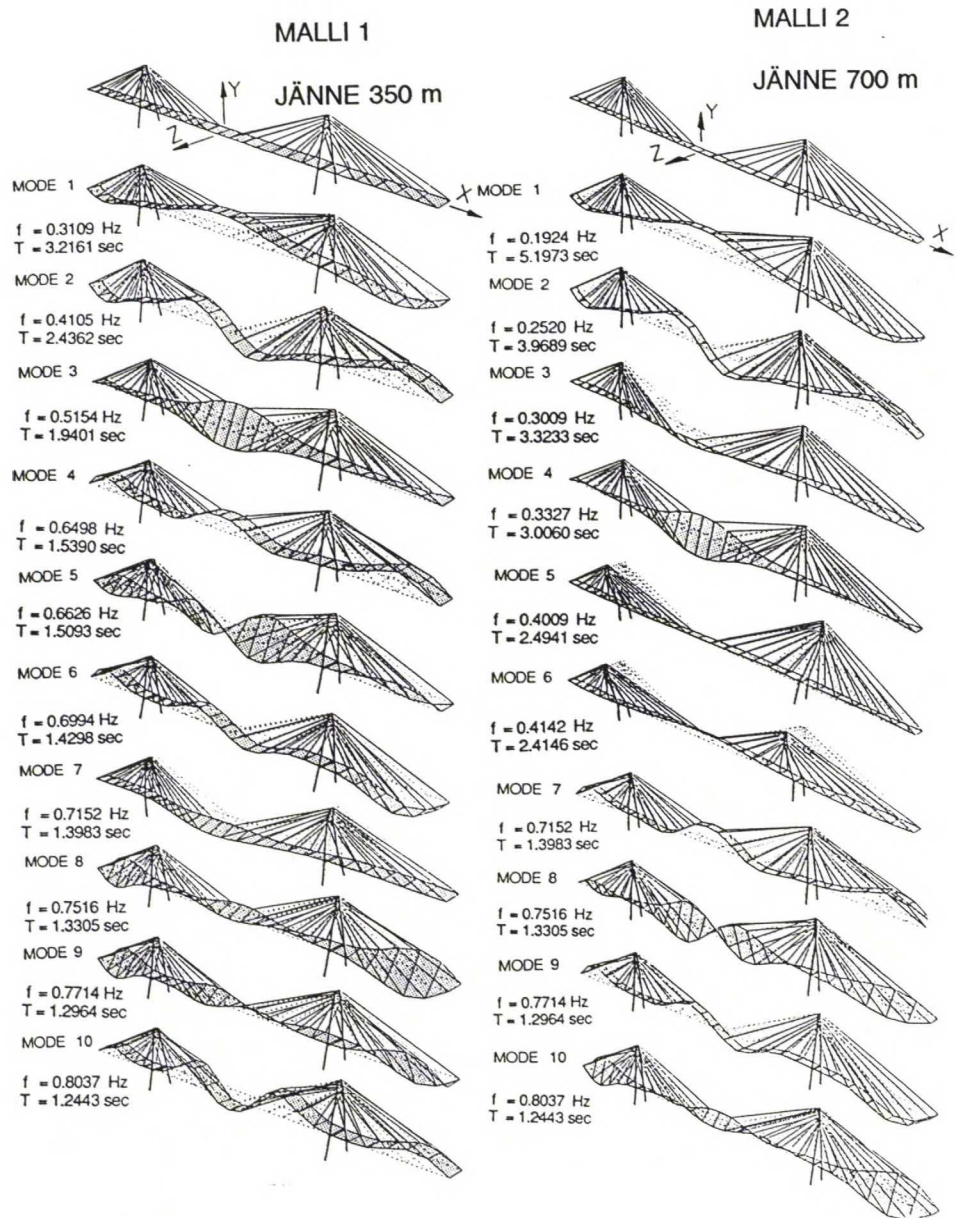 MALLI 1
JÄNNE 350 m
Y
Z
X
MODE 1
f = 0.3109 Hz
T = 3.2161 sec
MODE 2
f = 0.4105 Hz
T = 2.4362 sec
MODE 3
f = 0.5154 Hz
T = 1.9401 sec
MODE 4
f = 0.6498 Hz
T = 1.5390 sec
MODE 5
f = 0.6626 Hz
T = 1.5093 sec
MODE 6
f = 0.6994 Hz
T = 1.4298 sec
MODE 7
f = 0.7152 Hz
T = 1.3983 sec
MODE 8
f = 0.7516 Hz
T = 1.3305 sec
MODE 9
f = 0.7714 Hz
T = 1.2964 sec
MODE 10
f = 0.8037 Hz
T = 1.2443 sec
MALLI 2
JÄNNE 700 m
Y
Z
X
MODE 1
f = 0.1924 Hz
T = 5.1973 sec
MODE 2
f = 0.2520 Hz
T = 3.9689 sec
MODE 3
f = 0.3009 Hz
T = 3.3233 sec
MODE 4
f = 0.3327 Hz
T = 3.0060 sec
MODE 5
f = 0.4009 Hz
T = 2.4941 sec
MODE 6
f = 0.4142 Hz
T = 2.4146 sec
MODE 7
f = 0.7152 Hz
T = 1.3983 sec
MODE 8
f = 0.7516 Hz
T = 1.3305 sec
MODE 9
f = 0.7714 Hz
T = 1.2964 sec
MODE 10
f = 0.8037 Hz
T = 1.2443 sec